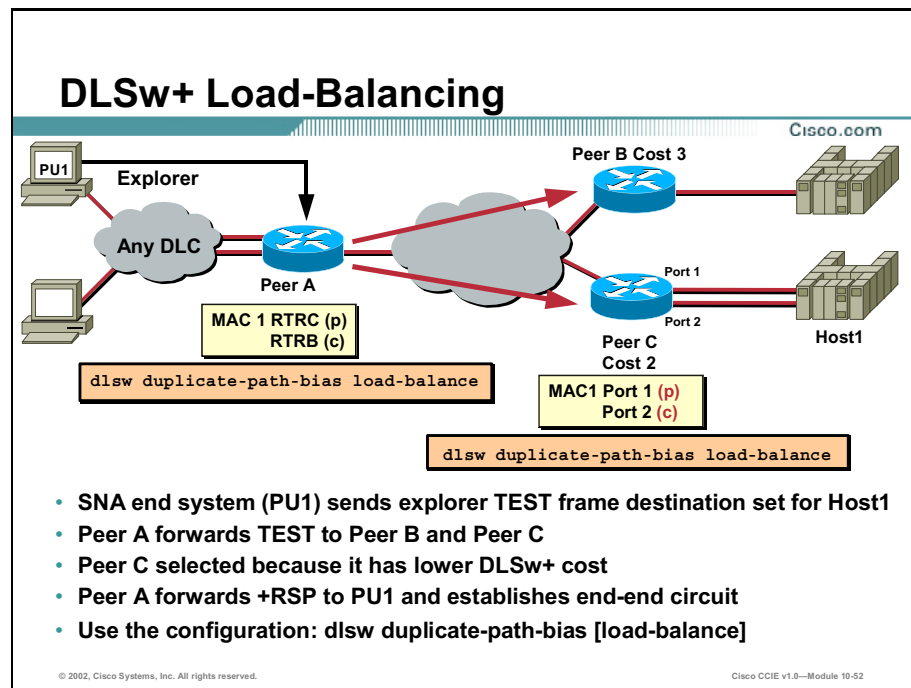 DLSw+ Load-Balancing
Cisco.com
PU1
Explorer
Any DLC
Peer A
Peer B Cost 3
Port 1
Port 2
Peer C
Cost 2
Host1
MAC 1 RTRC (p)
RTRB (c)
dlsw duplicate-path-bias load-balance
MAC1 Port 1 (p)
Port 2 (c)
dlsw duplicate-path-bias load-balance
• SNA end system (PU1) sends explorer TEST frame destination set for Host1
• Peer A forwards TEST to Peer B and Peer C
• Peer C selected because it has lower DLSw+ cost
• Peer A forwards +RSP to PU1 and establishes end-end circuit
• Use the configuration: dlsw duplicate-path-bias [load-balance]
© 2002, Cisco Systems, Inc. All rights reserved.
Cisco CCIE v1.0—Module 10-52